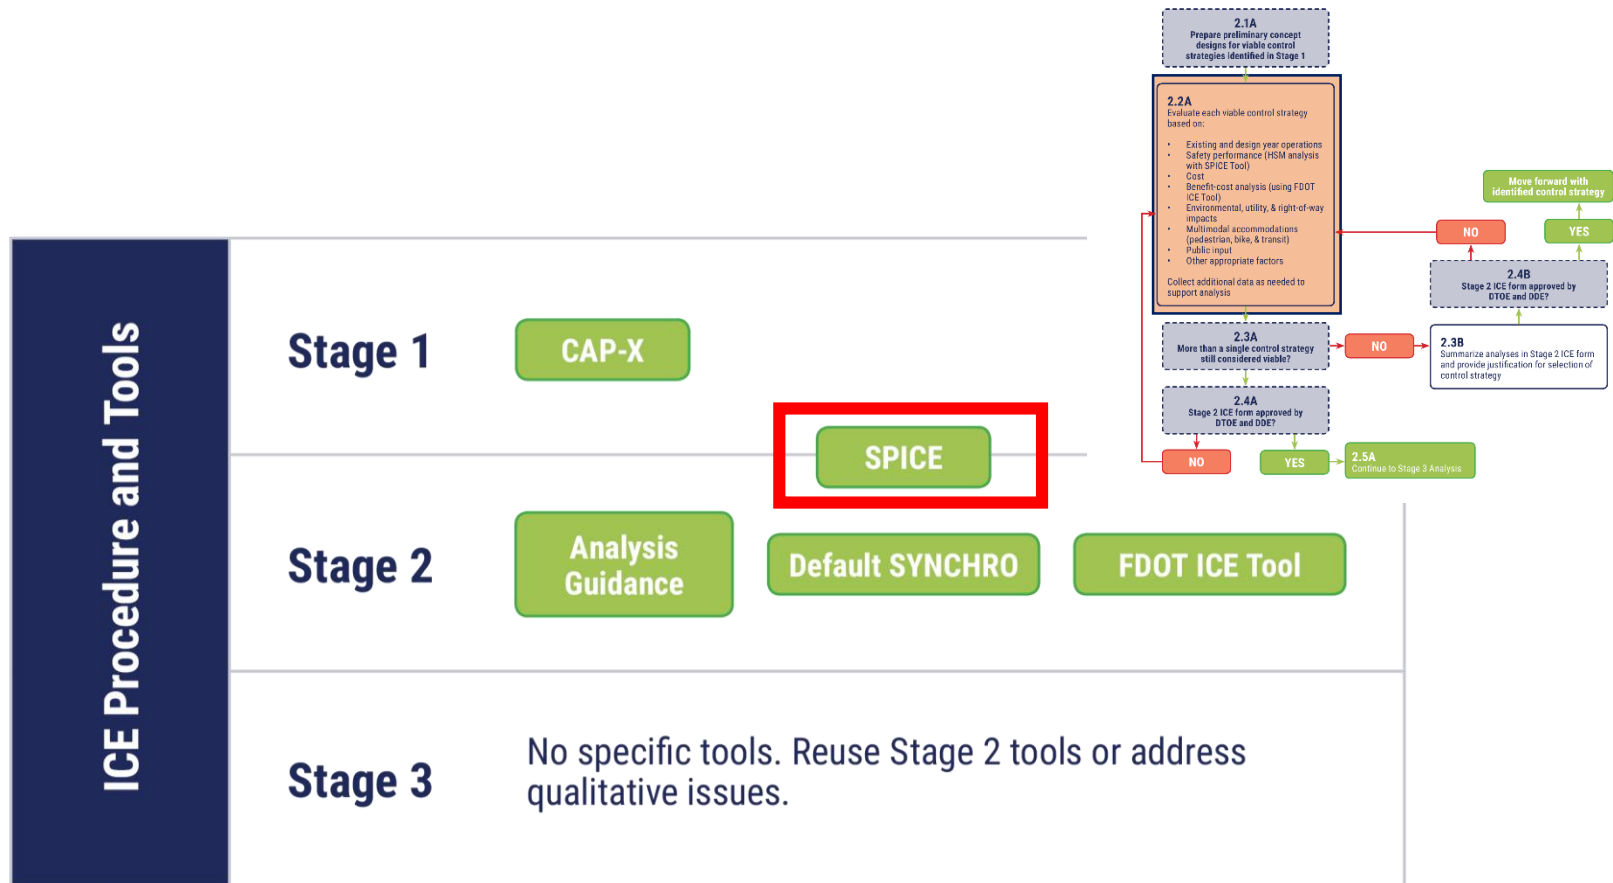 ICE Procedure and Tools
Stage 1
CAP-X
SPICE
Stage 2
Analysis
Guidance
Default SYNCHRO
FDOT ICE Tool
Stage 3
No specific tools. Reuse Stage 2 tools or address
qualitative issues.
2.1A
Prepare preliminary concept
designs for viable control
strategies identified in Stage 1
2.2A
Evaluate each viable control strategy
based on:
• Existing and design year operations
• Safety performance (HSM analysis
with SPICE Tool)
• Cost
• Benefit-cost analysis (using FDOT
ICE Tool)
• Environmental, utility, & right-of-way
impacts
• Multimodal accommodations
(pedestrian, bike, & transit)
• Public input
• Other appropriate factors
Collect additional data as needed to
support analysis
2.3A
More than a single control strategy
still considered viable?
NO
2.3B
Summarize analyses in Stage 2 ICE form
and provide justification for selection of
control strategy
2.4B
Stage 2 ICE form approved by
DTOE and DDE?
NO
YES
Move forward with
identified control strategy
2.4A
Stage 2 ICE form approved by
DTOE and DDE?
NO
YES
2.5A
Continue to Stage 3 Analysis